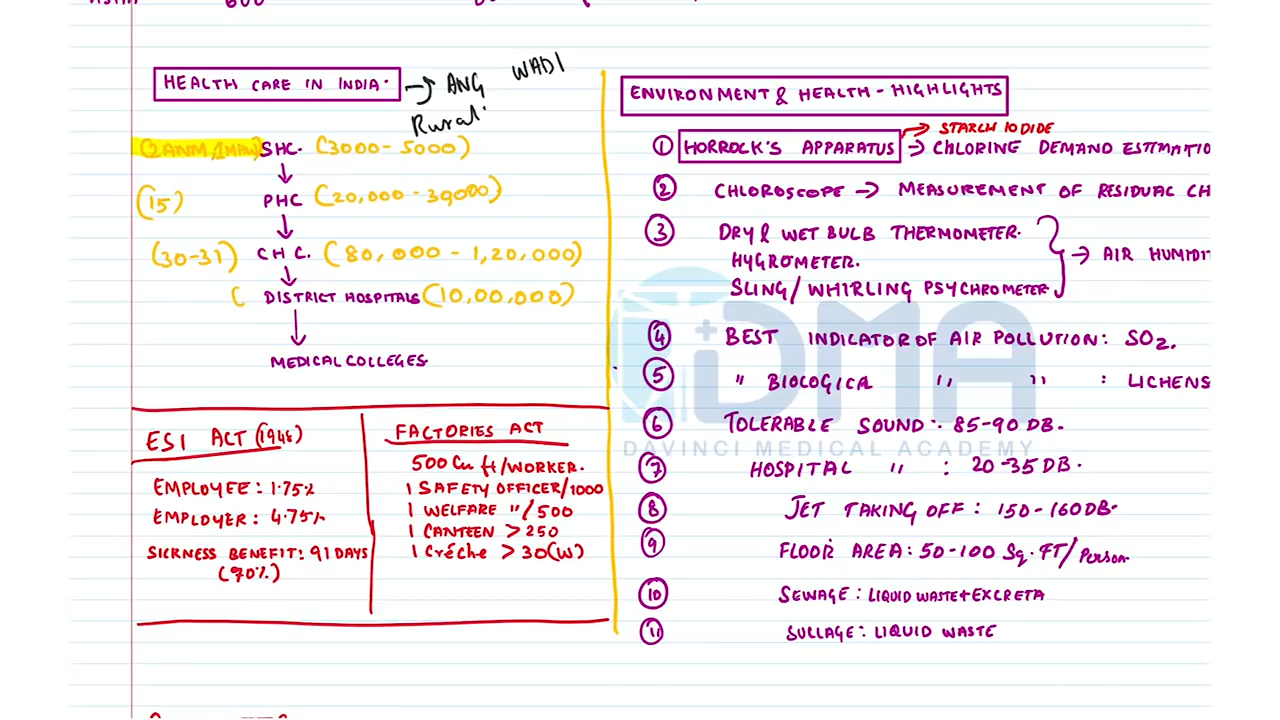 600
HEALTH CARE IN INDIA.
ANG WADI
Rural
(2ANM, 1MPW) SHC. (3000-5000)
(15) PHC (20,000-30,000)
(30-31) CHC. (80,000-1,20,000)
( DISTRICT HOSPITALS (10,00,000)
MEDICAL COLLEGES
ESI ACT (1948)
EMPLOYEE: 1.75%
EMPLOYER: 4.75%
SICKNESS BENEFIT: 91 DAYS
FACTORIES ACT
500 Cu ft/WORKER.
1 SAFETY OFFICER/1000
1 WELFARE "/500
1 CANTEEN > 250
1 Créche > 30(W)
ENVIRONMENT & HEALTH - HIGHLIGHTS
STARCH IODIDE
1 HORROCK'S APPARATUS → CHLORINE DEMAND ESTIMATIO
2 CHLOROSCOPE → MEASUREMENT OF RESIDUAL CH
3 DRY & WET BULB THERMOMETER.
HYGROMETER. → AIR HUMIDIT
SLING/WHIRLING PSYCHROMETER
4 BEST INDICATOR OF AIR POLLUTION: SO2.
5 " BIOLOGICAL " " : LICHENS
6 TOLERABLE SOUND: 85-90 DB.
7 HOSPITAL " : 20-35 DB.
8 JET TAKING OFF: 150-160 DB.
9 FLOOR AREA: 50-100 Sq. FT/Person
10 SEWAGE: LIQUID WASTE + EXCRETA
11 SULLAGE: LIQUID WASTE
DMA
DAVINCI MEDICAL ACADEMY